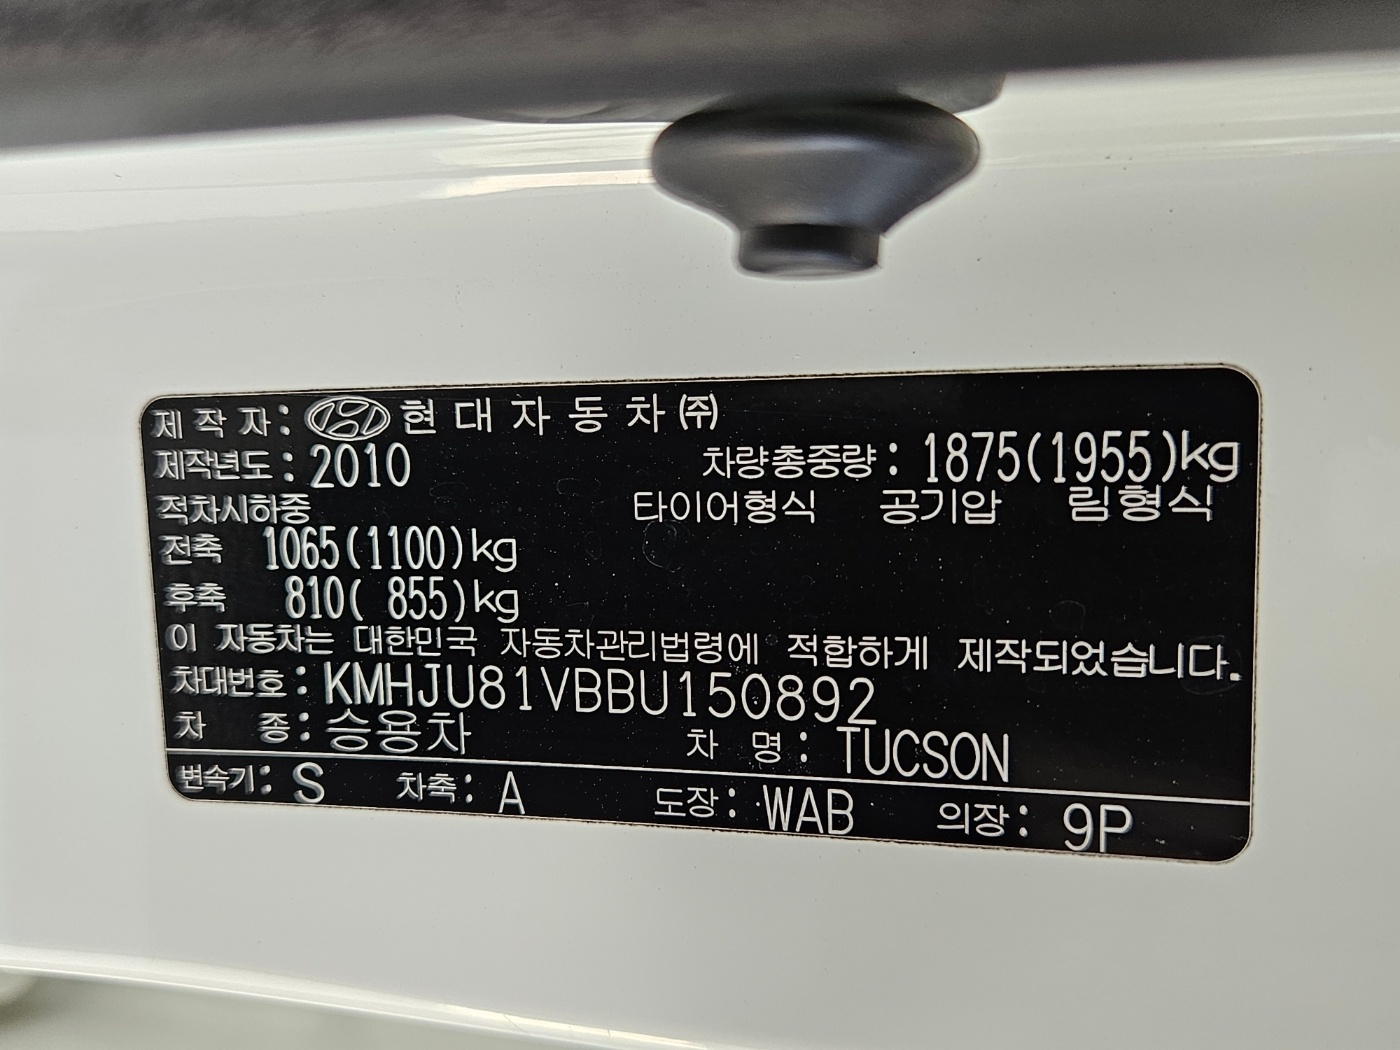 제 작 자 : 현 대 자 동 차 ㈜
제작년도 : 2010 차량총중량 : 1875(1955)kg
적차시하중 타이어형식 공기압 림형식
전축 1065(1100)kg
후축 810( 855)kg
이 자동차는 대한민국 자동차관리법령에 적합하게 제작되었습니다.
차대번호 : KMHJU81VBBU150892
차 종 : 승용차 차 명 : TUCSON
변속기 : S 차축 : A 도장 : WAB 의장 : 9P